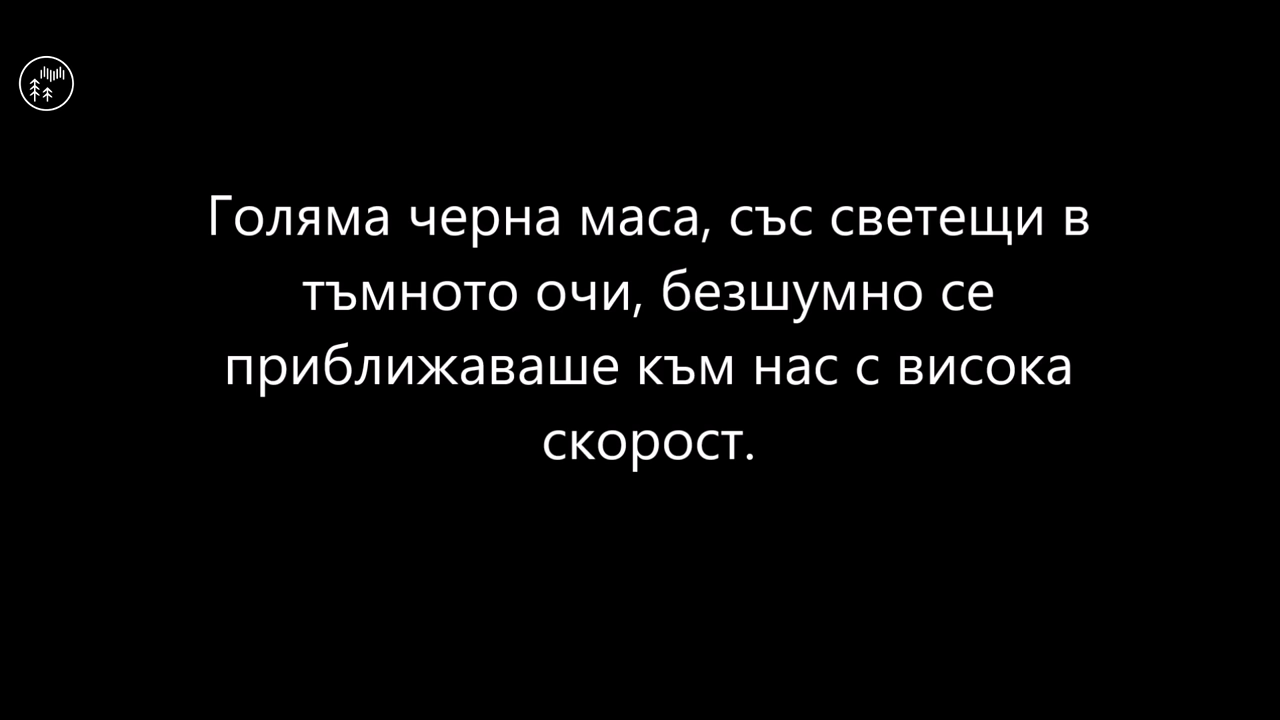 Голяма черна маса, със светещи в
тъмното очи, безшумно се
приближаваше към нас с висока
скорост.